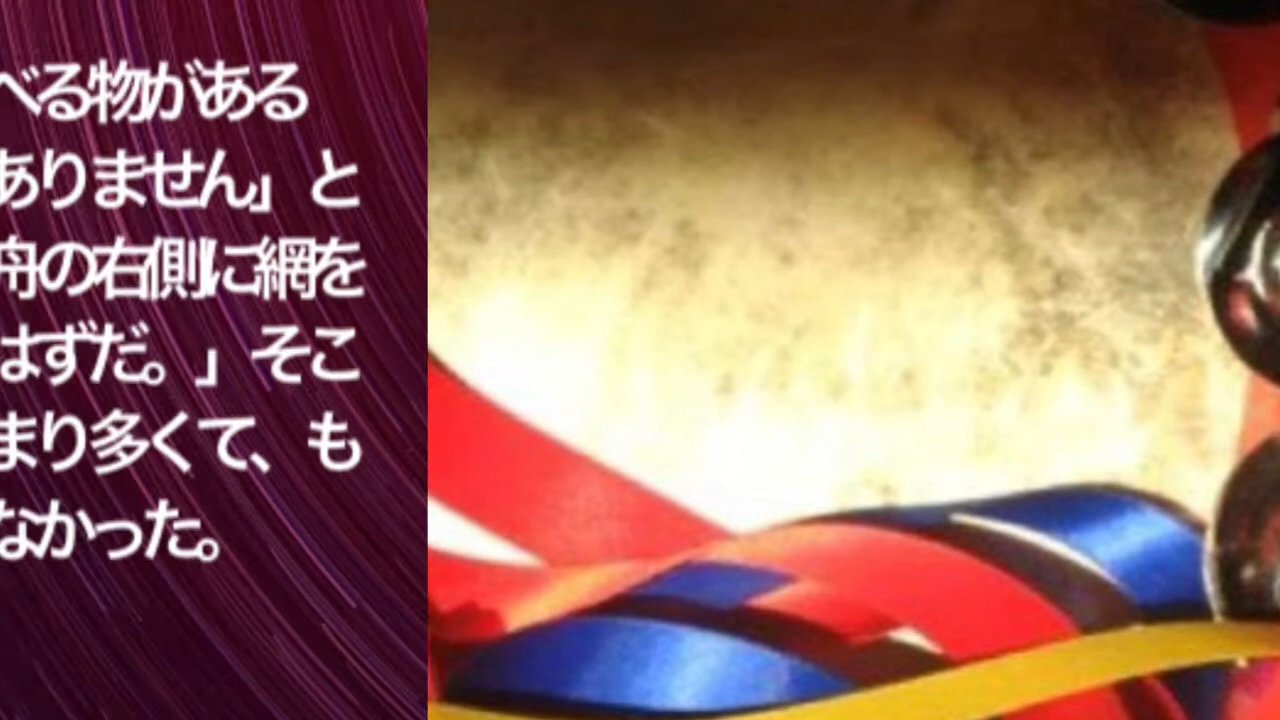 べる物がある
ありません」と
舟の右側に網を
はずだ。」そこ
まり多くて、も
なかった。